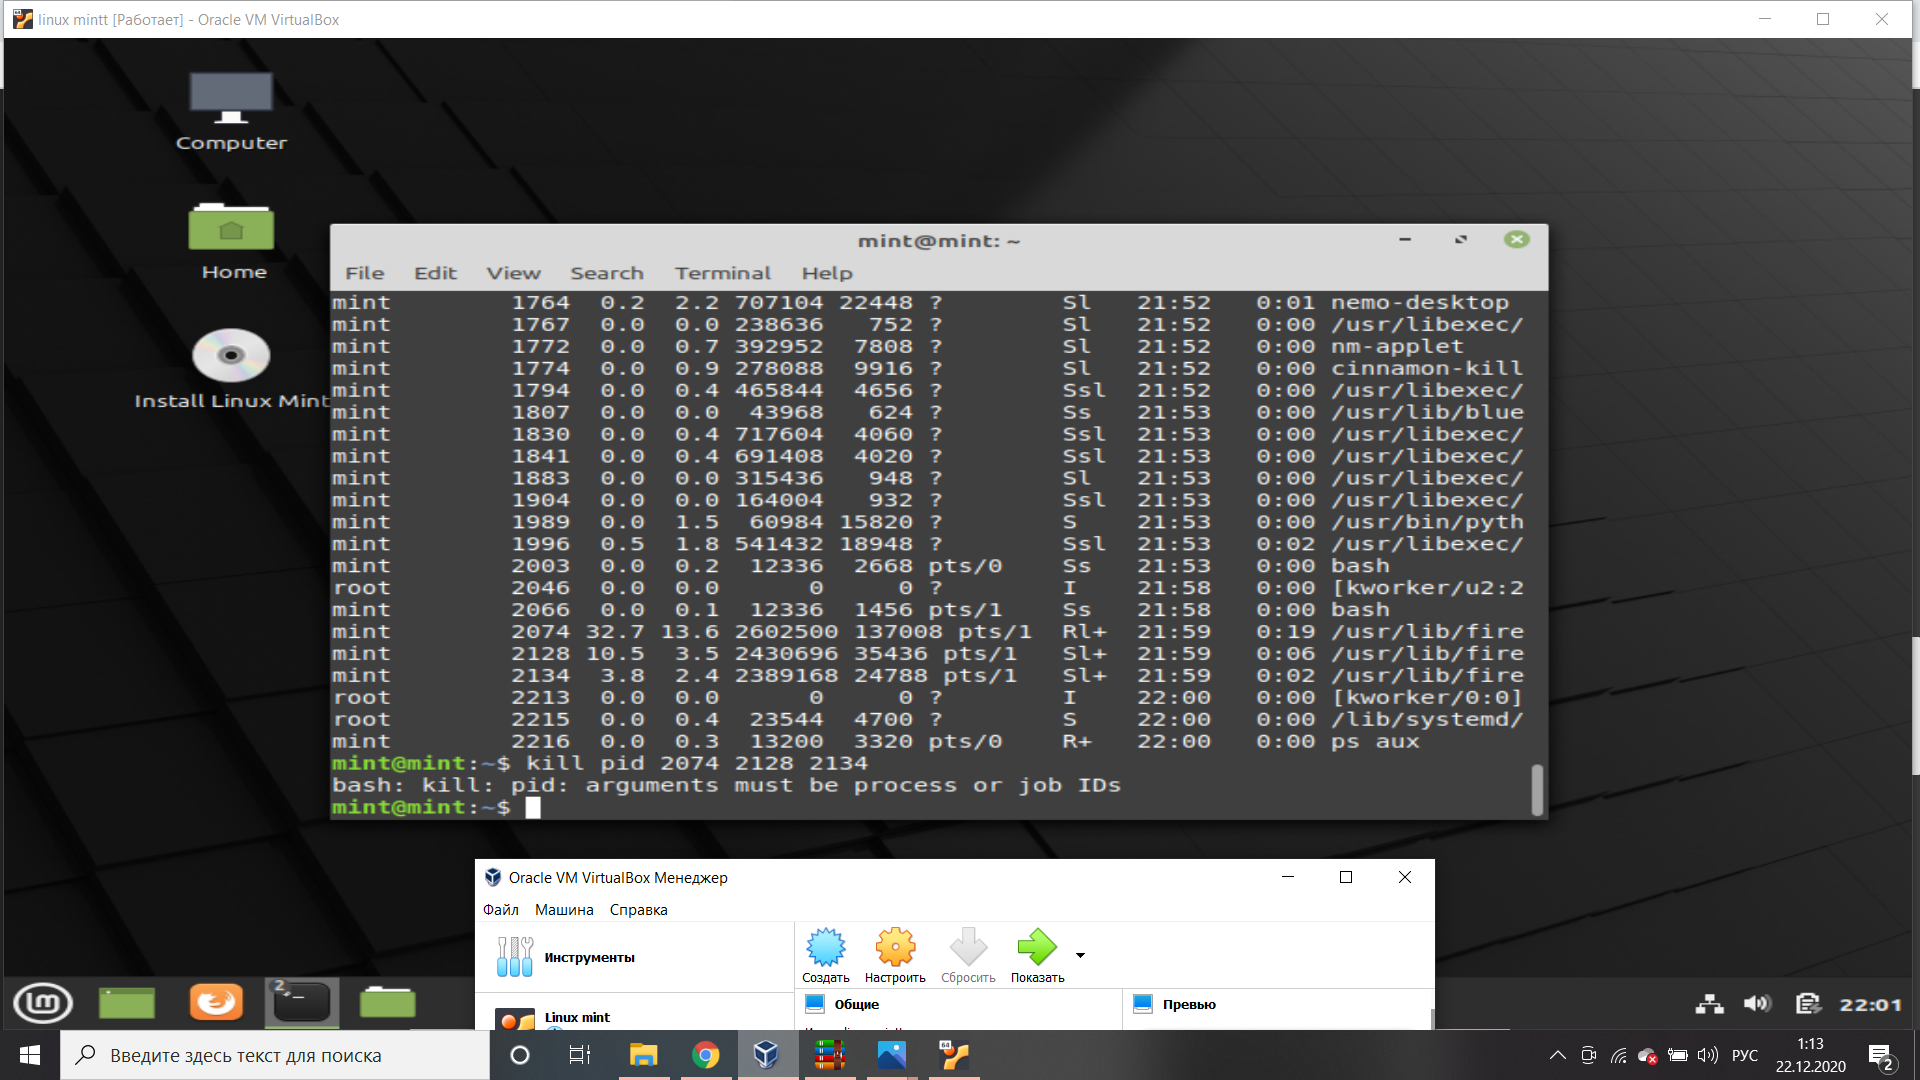 linux mintt [Работает] - Oracle VM VirtualBox
Computer
Home
Install Linux Mint
mint@mint: ~
File Edit View Search Terminal Help
mint 1764 0.2 2.2 707104 22448 ? Sl 21:52 0:01 nemo-desktop
mint 1767 0.0 0.0 238636 752 ? Sl 21:52 0:00 /usr/libexec/
mint 1772 0.0 0.7 392952 7808 ? Sl 21:52 0:00 nm-applet
mint 1774 0.0 0.9 278088 9916 ? Sl 21:52 0:00 cinnamon-kill
mint 1794 0.0 0.4 465844 4656 ? Ssl 21:52 0:00 /usr/libexec/
mint 1807 0.0 0.0 43968 624 ? Ss 21:53 0:00 /usr/lib/blue
mint 1830 0.0 0.4 717604 4060 ? Ssl 21:53 0:00 /usr/libexec/
mint 1841 0.0 0.4 691408 4020 ? Ssl 21:53 0:00 /usr/libexec/
mint 1883 0.0 0.0 315436 948 ? Sl 21:53 0:00 /usr/libexec/
mint 1904 0.0 0.0 164004 932 ? Ssl 21:53 0:00 /usr/libexec/
mint 1989 0.0 1.5 60984 15820 ? S 21:53 0:00 /usr/bin/pyth
mint 1996 0.5 1.8 541432 18948 ? Ssl 21:53 0:02 /usr/libexec/
mint 2003 0.0 0.2 12336 2668 pts/0 Ss 21:53 0:00 bash
root 2046 0.0 0.0 0 0 ? I 21:58 0:00 [kworker/u2:2
mint 2066 0.0 0.1 12336 1456 pts/1 Ss 21:58 0:00 bash
mint 2074 32.7 13.6 2602500 137008 pts/1 Rl+ 21:59 0:19 /usr/lib/fire
mint 2128 10.5 3.5 2430696 35436 pts/1 Sl+ 21:59 0:06 /usr/lib/fire
mint 2134 3.8 2.4 2389168 24788 pts/1 Sl+ 21:59 0:02 /usr/lib/fire
root 2213 0.0 0.0 0 0 ? I 22:00 0:00 [kworker/0:0]
root 2215 0.0 0.4 23544 4700 ? S 22:00 0:00 /lib/systemd/
mint 2216 0.0 0.3 13200 3320 pts/0 R+ 22:00 0:00 ps aux
mint@mint:~$ kill pid 2074 2128 2134
bash: kill: pid: arguments must be process or job IDs
mint@mint:~$
Oracle VM VirtualBox Менеджер
Файл Машина Справка
Инструменты
Создать Настроить Сбросить Показать
Общие Превью
Linux mint
2
22:01
Введите здесь текст для поиска
64
РУС
1:13
22.12.2020
2